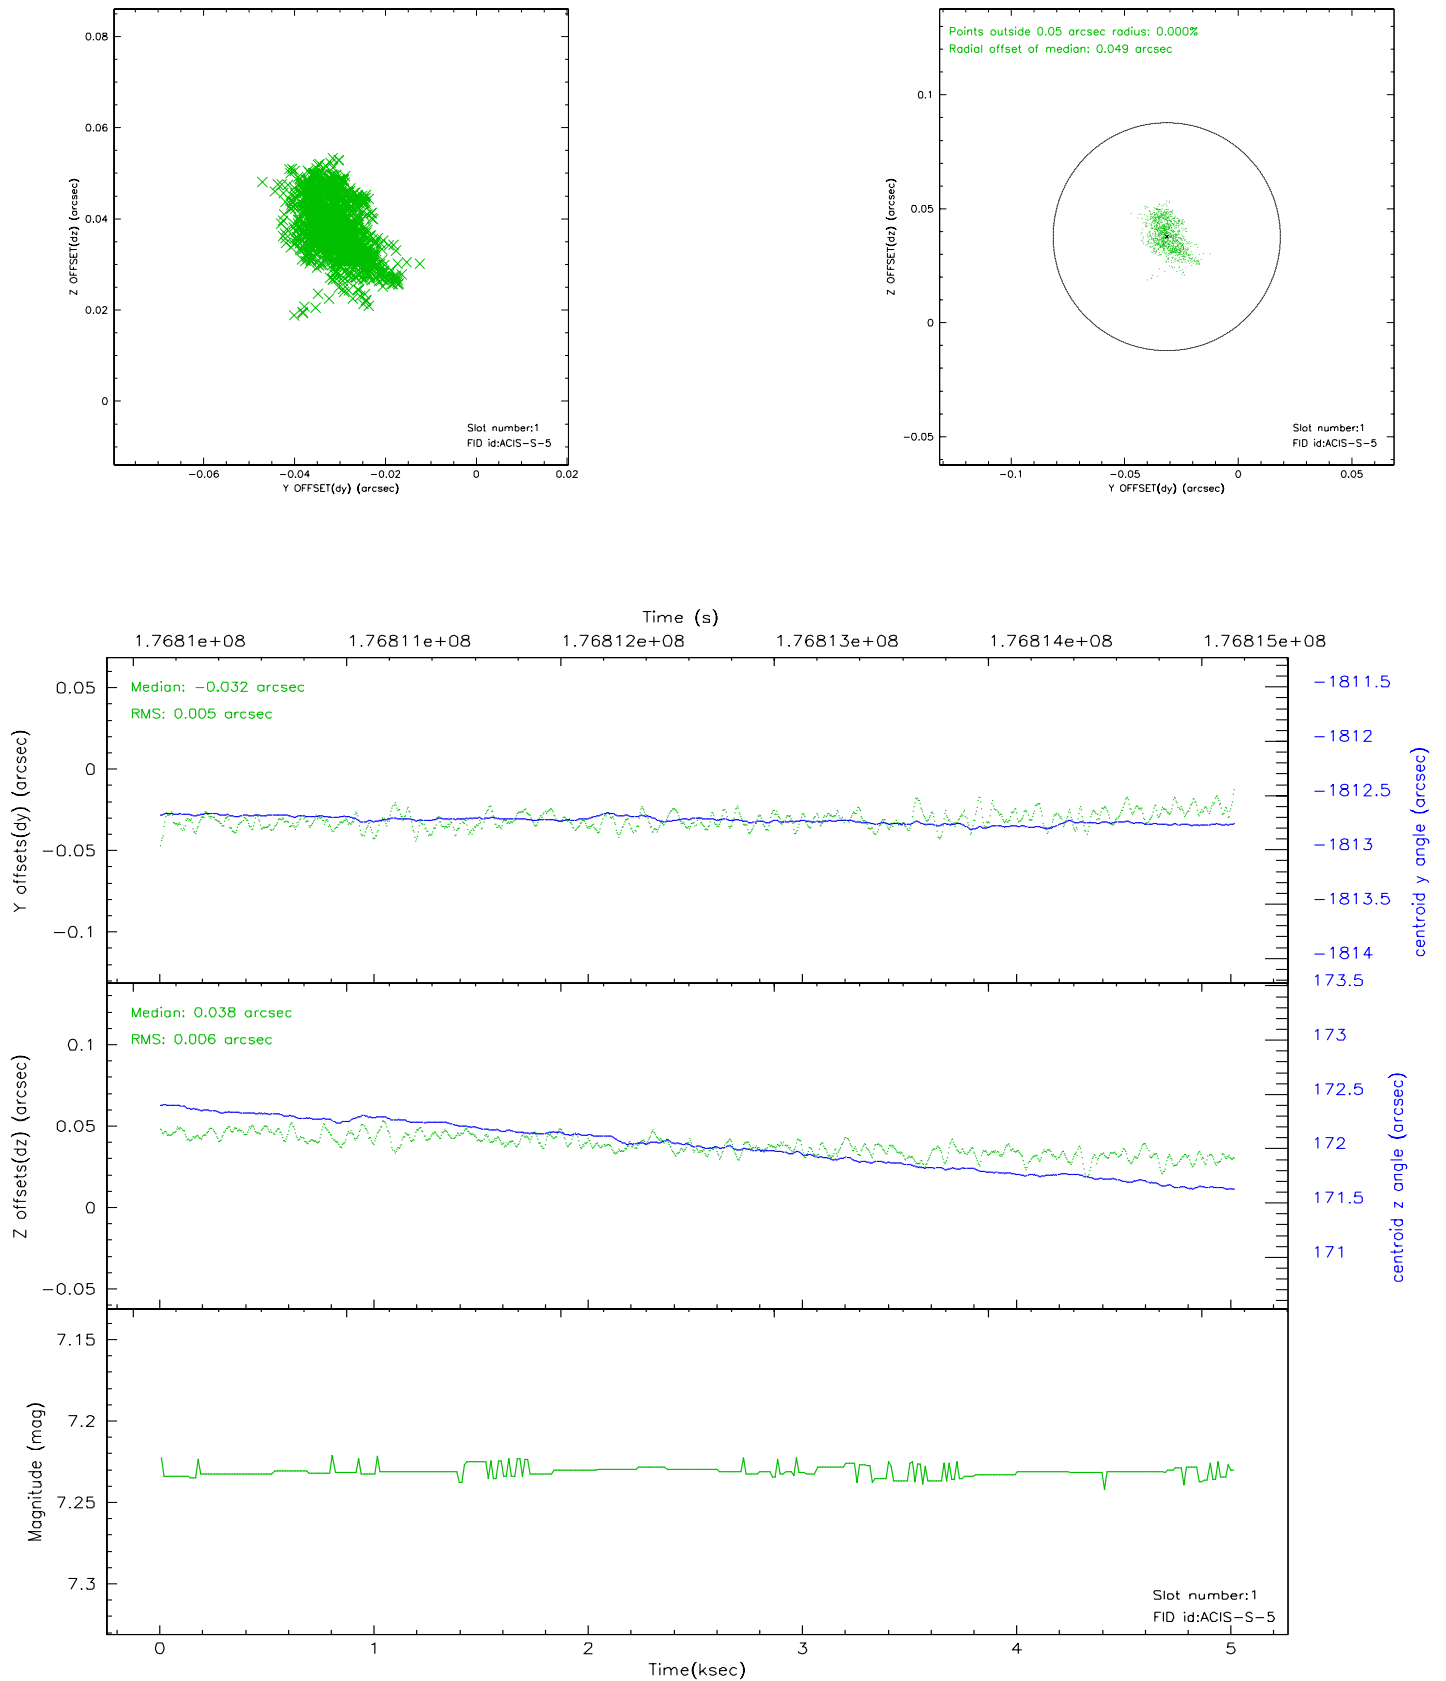 0.08
0.06
0.04
0.02
0
Z OFFSET(dz) (arcsec)
Slot number:1
FID id:ACIS-S-5
-0.06
-0.04
-0.02
0
0.02
Y OFFSET(dy) (arcsec)
Points outside 0.05 arcsec radius: 0.000%
Radial offset of median: 0.049 arcsec
0.1
0.05
0
-0.05
Z OFFSET(dz) (arcsec)
Slot number:1
FID id:ACIS-S-5
-0.1
-0.05
0
0.05
Y OFFSET(dy) (arcsec)
Time (s)
1.7681e+08
1.76811e+08
1.76812e+08
1.76813e+08
1.76814e+08
1.76815e+08
Median: -0.032 arcsec
RMS: 0.005 arcsec
0.05
0
-0.05
-0.1
Y offsets(dy) (arcsec)
-1811.5
-1812
-1812.5
-1813
-1813.5
-1814
centroid y angle (arcsec)
Median: 0.038 arcsec
RMS: 0.006 arcsec
0.1
0.05
0
-0.05
Z offsets(dz) (arcsec)
173.5
173
172.5
172
171.5
171
centroid z angle (arcsec)
7.15
7.2
7.25
7.3
Magnitude (mag)
Slot number:1
FID id:ACIS-S-5
0
1
2
3
4
5
Time(ksec)